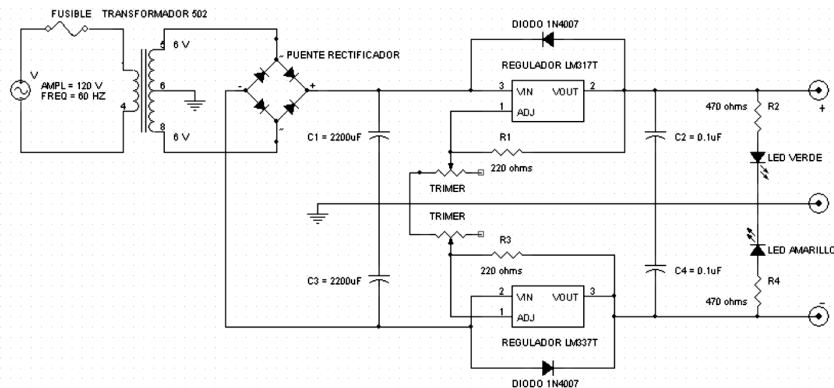 FUSIBLE TRANSFORMADOR 502
DIODO 1N4007
5 6 V
V
AMPL = 120 V
FREQ = 60 HZ
4
6
8
6 V
~
PUENTE RECTIFICADOR
-
+
~
REGULADOR LM317T
3 VIN VOUT 2
1 ADJ
C1 = 2200uF
R1
220 ohms
TRIMER
C2 = 0.1uF
470 ohms
R2
LED VERDE
+
TRIMER
R3
220 ohms
C3 = 2200uF
2 VIN VOUT 3
1 ADJ
REGULADOR LM337T
DIODO 1N4007
C4 = 0.1uF
LED AMARILLO
R4
470 ohms
-